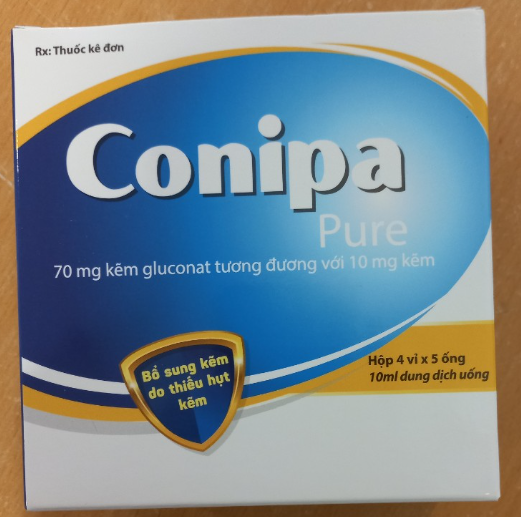 Rx: Thuốc kê đơn
Conipa
Pure
70 mg kẽm gluconat tương đương với 10 mg kẽm
Bổ sung kẽm
do thiếu hụt
kẽm
Hộp 4 vỉ x 5 ống
10ml dung dịch uống